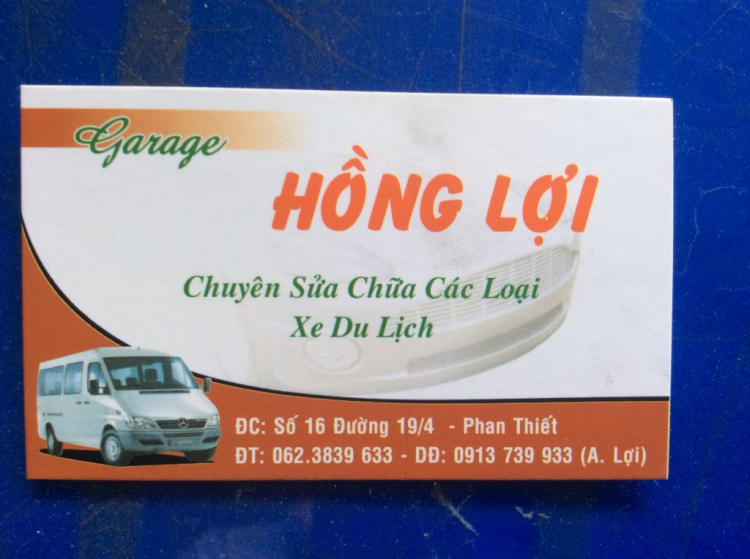 Garage
HỒNG LỢI
Chuyên Sửa Chữa Các Loại
Xe Du Lịch
ĐC: Số 16 Đường 19/4 - Phan Thiết
ĐT: 062.3839 633 - DĐ: 0913 739 933 (A. Lợi)